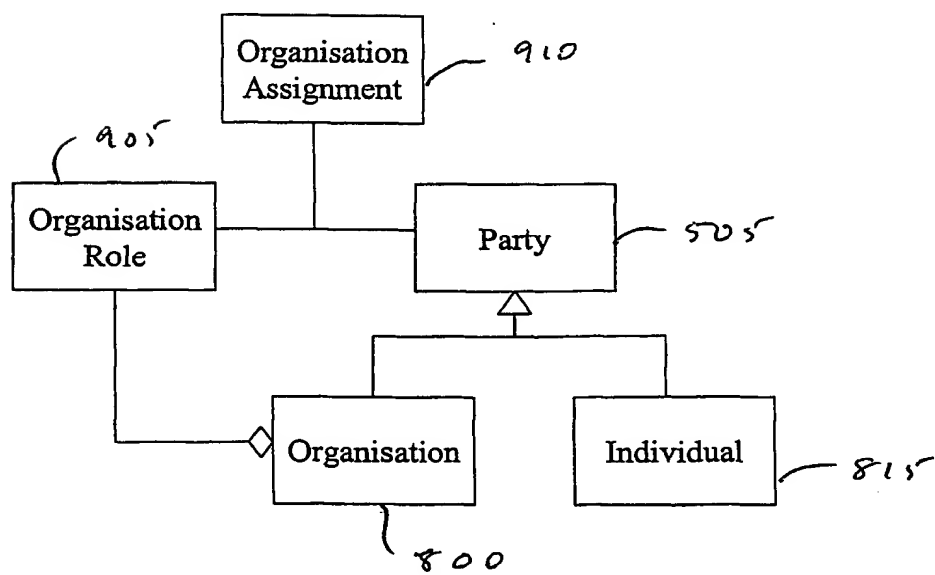 Organisation
Assignment
910
905
Organisation
Role
Party
505
Organisation
Individual
815
800